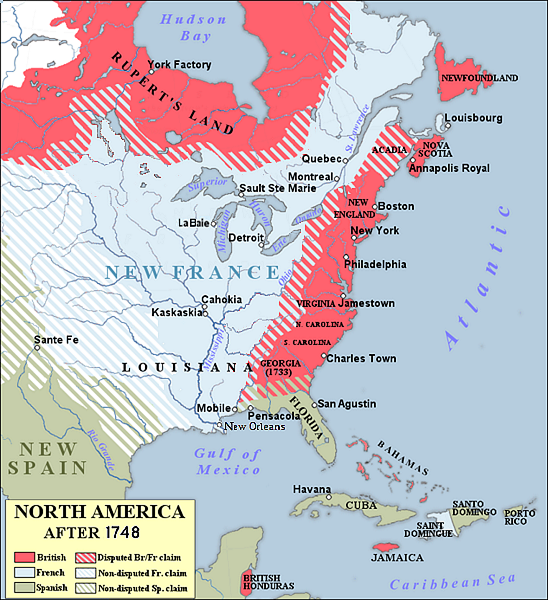 Hudson
Bay
York Factory
RUPERT'S LAND
NEWFOUNDLAND
St. Lawrence
Louisbourg
ACADIA
NOVA
SCOTIA
Quebec
Annapolis Royal
Montreal
Superior
Sault Ste Marie
NEW
ENGLAND
Boston
Michigan
Huron
Ontario
LaBaie
Detroit
Erie
New York
Atlantic
Philadelphia
NEW FRANCE
Ohio
Cahokia
Kaskaskia
VIRGINIA
Jamestown
N. CAROLINA
Mississippi
Sante Fe
S. CAROLINA
Charles Town
LOUISIANA
GEORGIA
(1733)
Mobile
Pensacola
San Agustin
FLORIDA
New Orleans
NEW
SPAIN
Rio Grande
Gulf of
Mexico
BAHAMAS
Havana
CUBA
SANTO
DOMINGO
PORTO
RICO
SAINT
DOMINGUE
JAMAICA
BRITISH
HONDURAS
Caribbean Sea
NORTH AMERICA
AFTER 1748
British
Disputed Br/Fr claim
French
Non-disputed Fr. claim
Spanish
Non-disputed Sp. claim